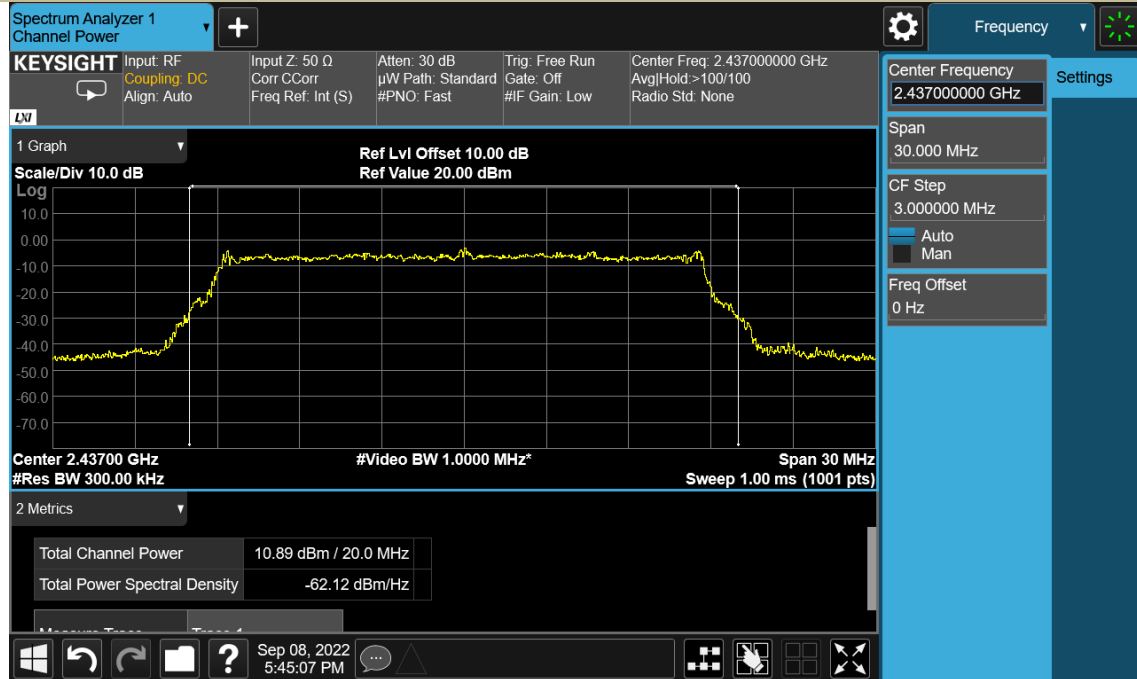 Spectrum Analyzer 1
Channel Power
Frequency
KEYSIGHT
LXI
Input: RF
Coupling: DC
Align: Auto
Input Z: 50 Ω
Corr CCorr
Freq Ref: Int (S)
Atten: 30 dB
µW Path: Standard
#PNO: Fast
Trig: Free Run
Gate: Off
#IF Gain: Low
Center Freq: 2.437000000 GHz
Avg|Hold:>100/100
Radio Std: None
Center Frequency
2.437000000 GHz
Settings
Span
30.000 MHz
CF Step
3.000000 MHz
Auto
Man
Freq Offset
0 Hz
1 Graph
Scale/Div 10.0 dB
Ref Lvl Offset 10.00 dB
Ref Value 20.00 dBm
Log
10.0
0.00
-10.0
-20.0
-30.0
-40.0
-50.0
-60.0
-70.0
Center 2.43700 GHz
#Video BW 1.0000 MHz*
Span 30 MHz
#Res BW 300.00 kHz
Sweep 1.00 ms (1001 pts)
2 Metrics
Total Channel Power 10.89 dBm / 20.0 MHz
Total Power Spectral Density -62.12 dBm/Hz
?
Sep 08, 2022
5:45:07 PM